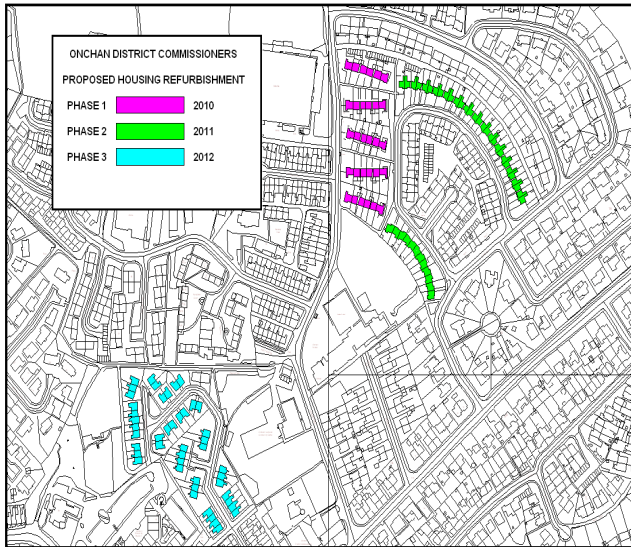 ONCHAN DISTRICT COMMISSIONERS
PROPOSED HOUSING REFURBISHMENT
PHASE 1 2010
PHASE 2 2011
PHASE 3 2012